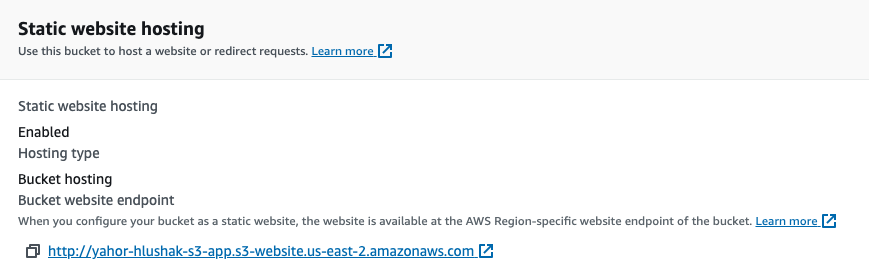 Static website hosting
Use this bucket to host a website or redirect requests. Learn more
Static website hosting
Enabled
Hosting type
Bucket hosting
Bucket website endpoint
When you configure your bucket as a static website, the website is available at the AWS Region-specific website endpoint of the bucket. Learn more
http://yahor-hlushak-s3-app.s3-website.us-east-2.amazonaws.com